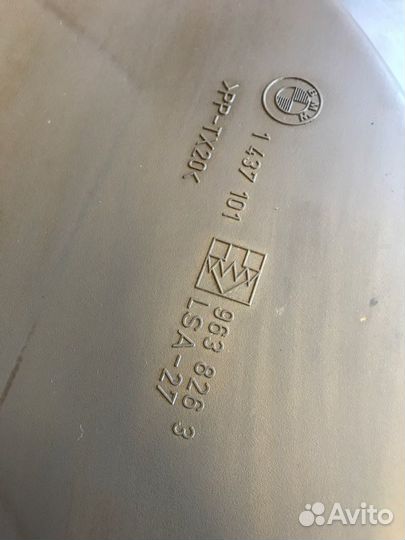 BMW
1 437 101
>PP-TX20<
963 826 3
LSA-27
Avito